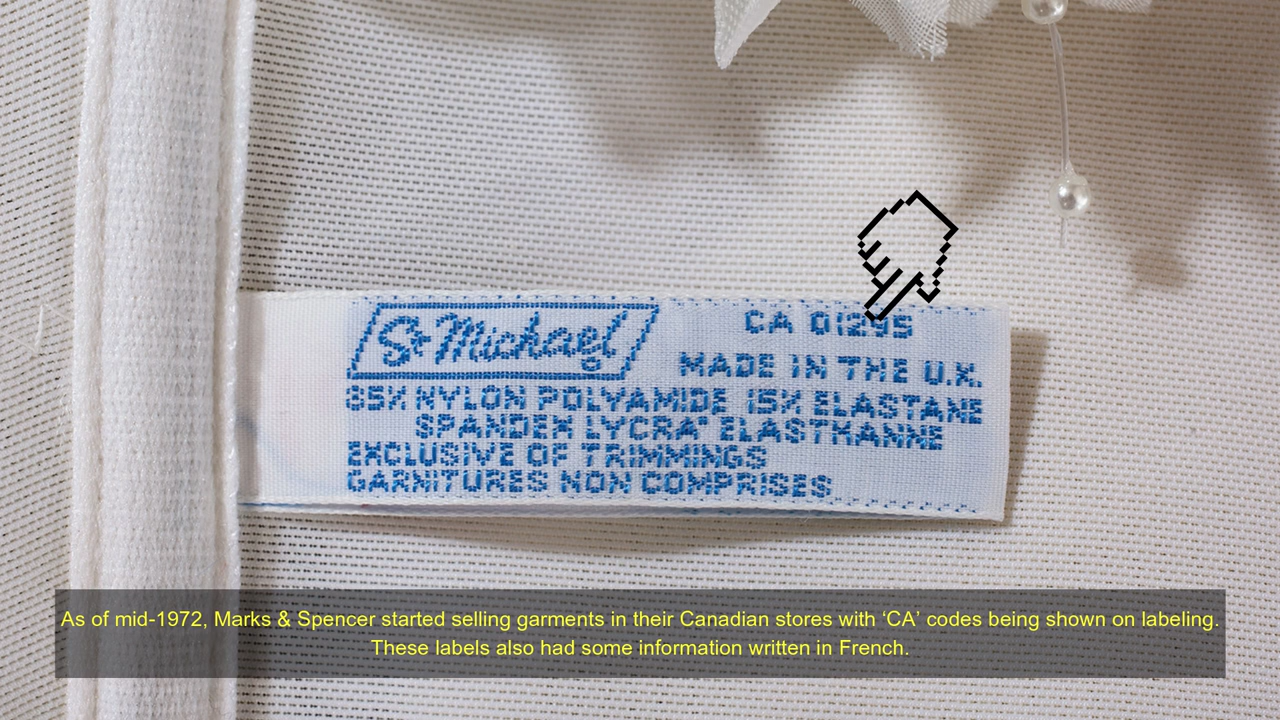 St Michael
CA 01295
MADE IN THE U.K.
85% NYLON POLYAMIDE 15% ELASTANE
SPANDEX LYCRA* ELASTHANNE
EXCLUSIVE OF TRIMMINGS
GARNITURES NON COMPRISES
As of mid-1972, Marks & Spencer started selling garments in their Canadian stores with ‘CA’ codes being shown on labeling.
These labels also had some information written in French.